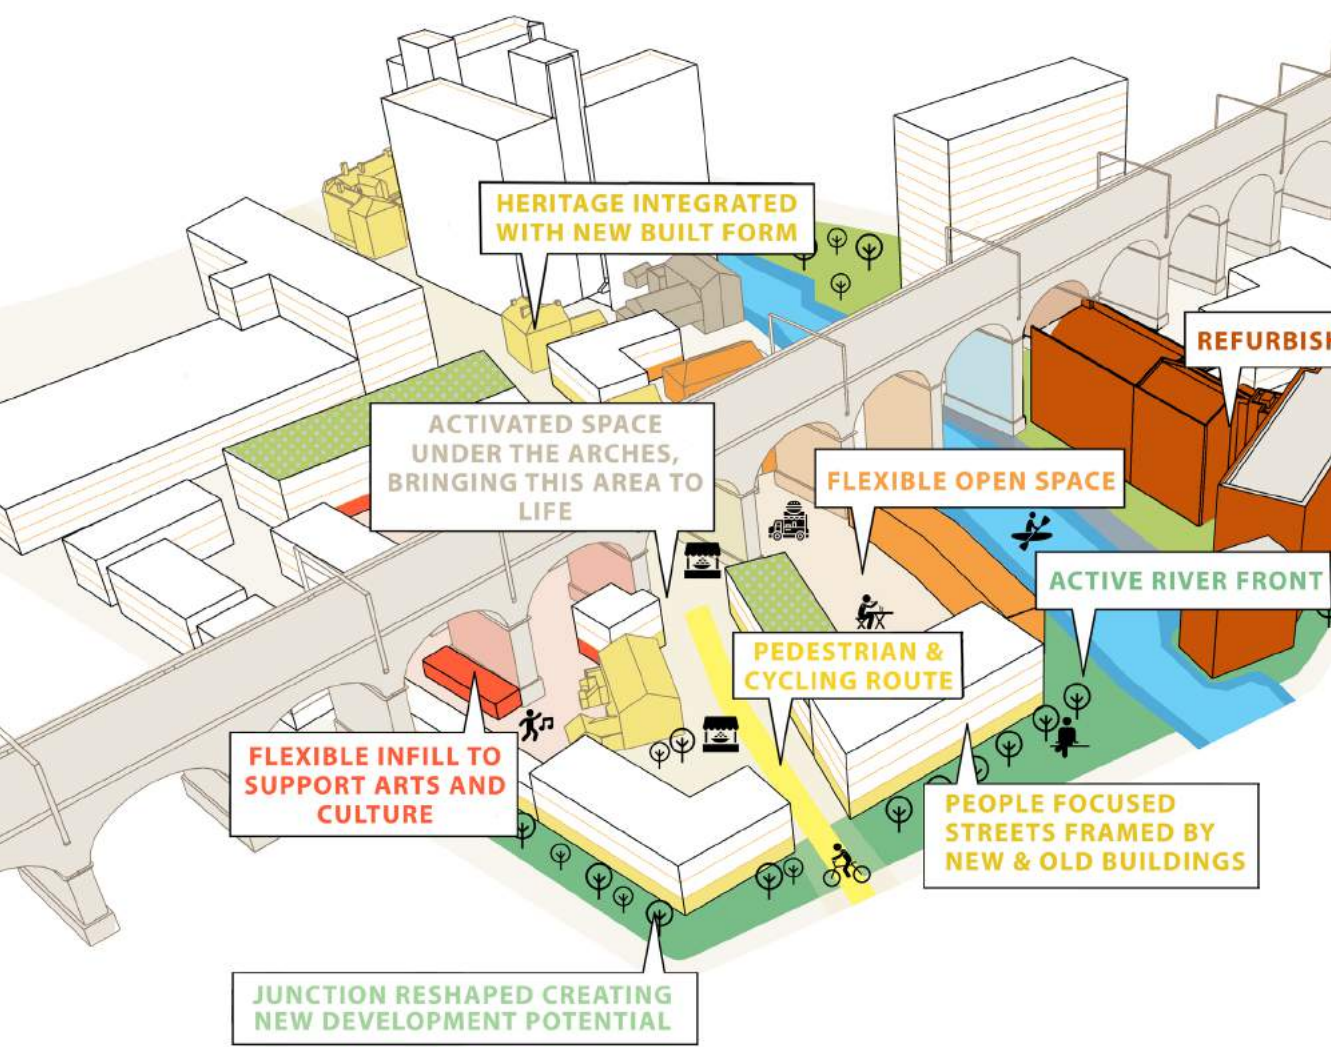 HERITAGE INTEGRATED
WITH NEW BUILT FORM
ACTIVATED SPACE
UNDER THE ARCHES,
BRINGING THIS AREA TO
LIFE
FLEXIBLE OPEN SPACE
ACTIVE RIVER FRONT
PEDESTRIAN &
CYCLING ROUTE
FLEXIBLE INFILL TO
SUPPORT ARTS AND
CULTURE
PEOPLE FOCUSED
STREETS FRAMED BY
NEW & OLD BUILDINGS
JUNCTION RESHAPED CREATING
NEW DEVELOPMENT POTENTIAL